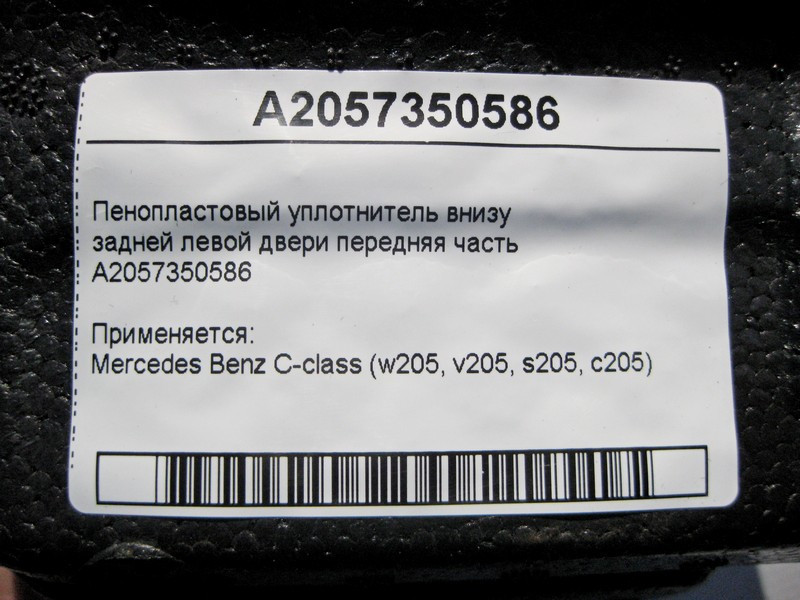 A2057350586
Пенопластовый уплотнитель внизу
задней левой двери передняя часть
A2057350586
Применяется:
Mercedes Benz C-class (w205, v205, s205, c205)